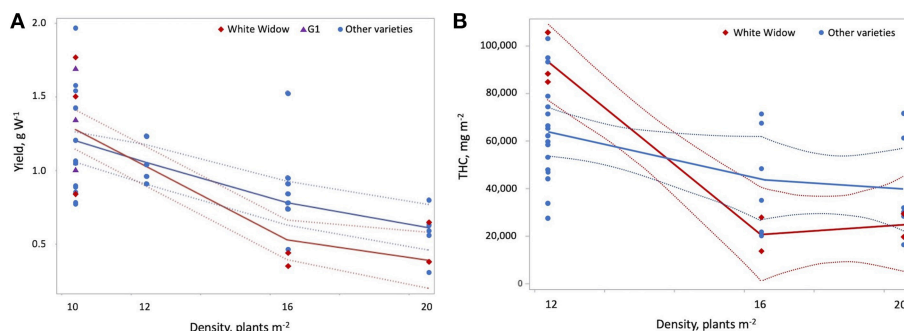 A
White Widow G1 Other varieties
2.0
1.5
1.0
0.5
Yield, g W-1
10 12 16 20
Density, plants m-2
B
White Widow Other varieties
100,000
80,000
60,000
40,000
20,000
0
THC, mg m-2
12 16 20
Density, plants m-2